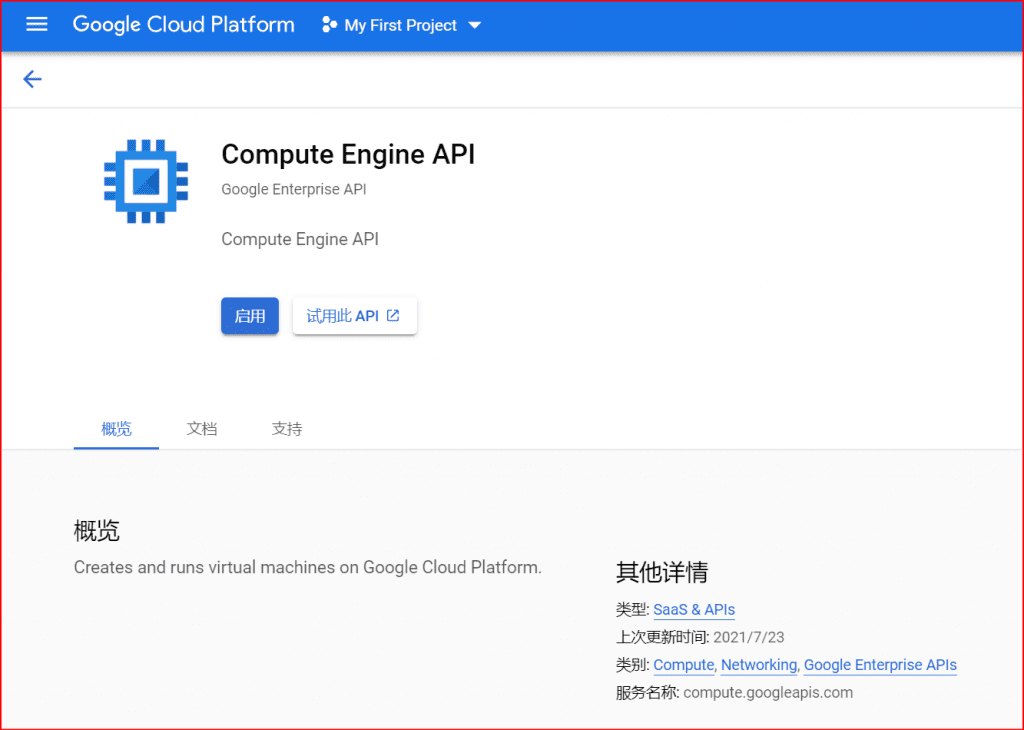 Google Cloud Platform My First Project
Compute Engine API
Google Enterprise API
Compute Engine API
启用 试用此 API
概览 文档 支持
概览
Creates and runs virtual machines on Google Cloud Platform.
其他详情
类型: SaaS & APIs
上次更新时间: 2021/7/23
类别: Compute, Networking, Google Enterprise APIs
服务名称: compute.googleapis.com